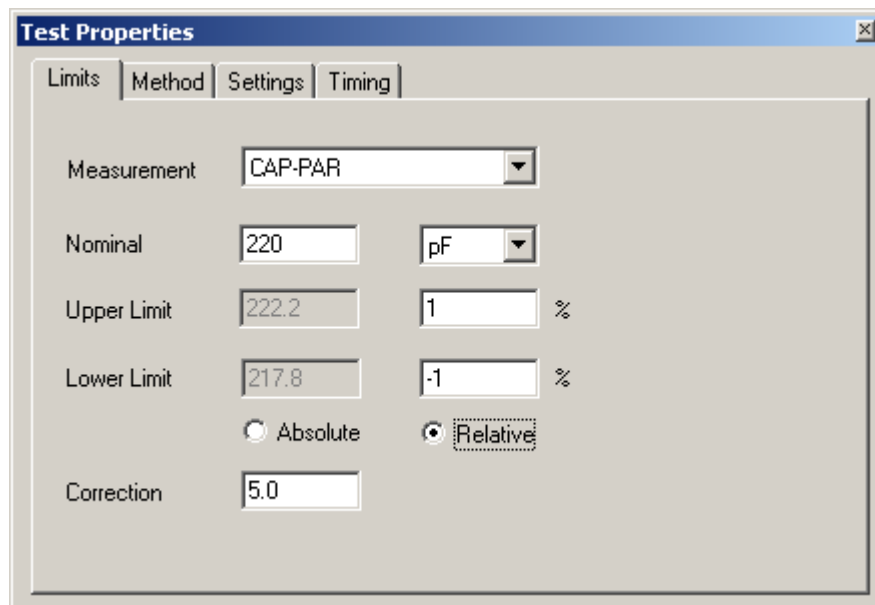 Test Properties
Limits Method Settings Timing
Measurement CAP-PAR
Nominal 220 pF
Upper Limit 222.2 1 %
Lower Limit 217.8 -1 %
Absolute Relative
Correction 5.0